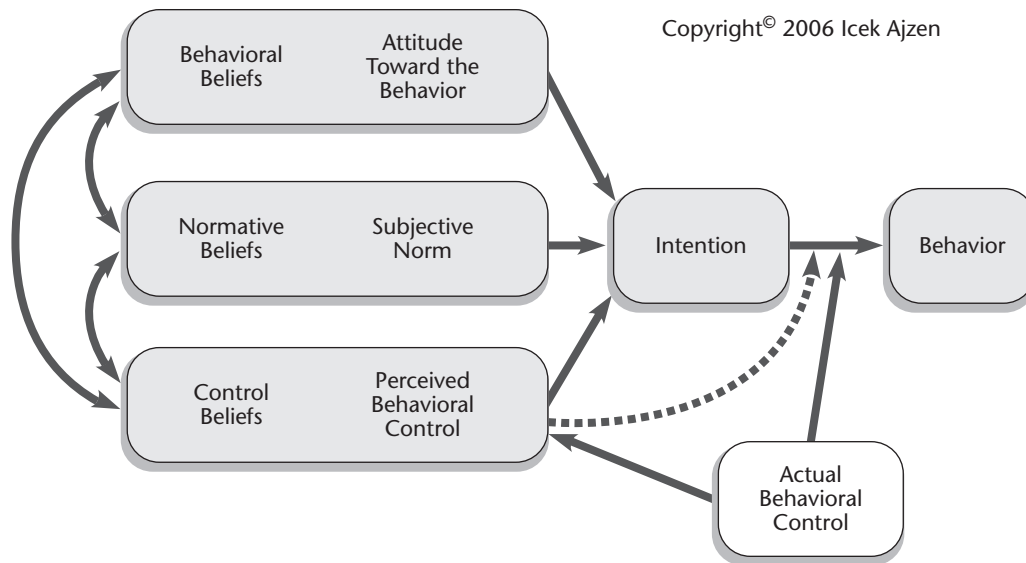 Copyright© 2006 Icek Ajzen
Behavioral
Beliefs
Attitude
Toward the
Behavior
Normative
Beliefs
Subjective
Norm
Intention
Behavior
Control
Beliefs
Perceived
Behavioral
Control
Actual
Behavioral
Control